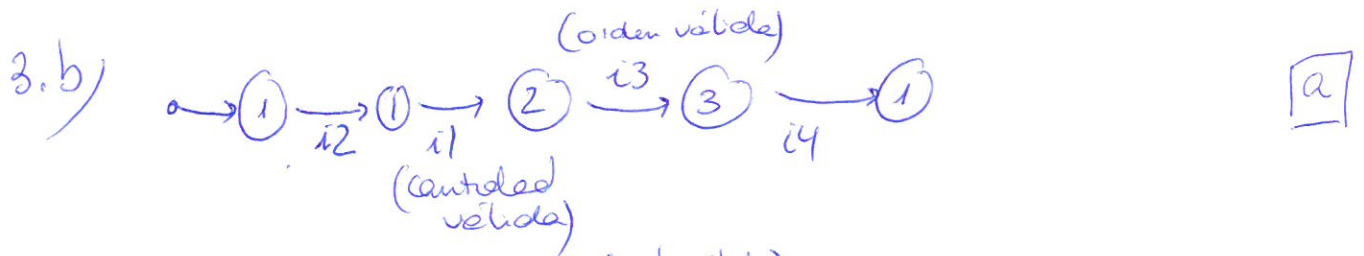 (orden válida)
3.b) 1 i2 1 i1 2 i3 3 i4 1 a
(cantidad
válida)